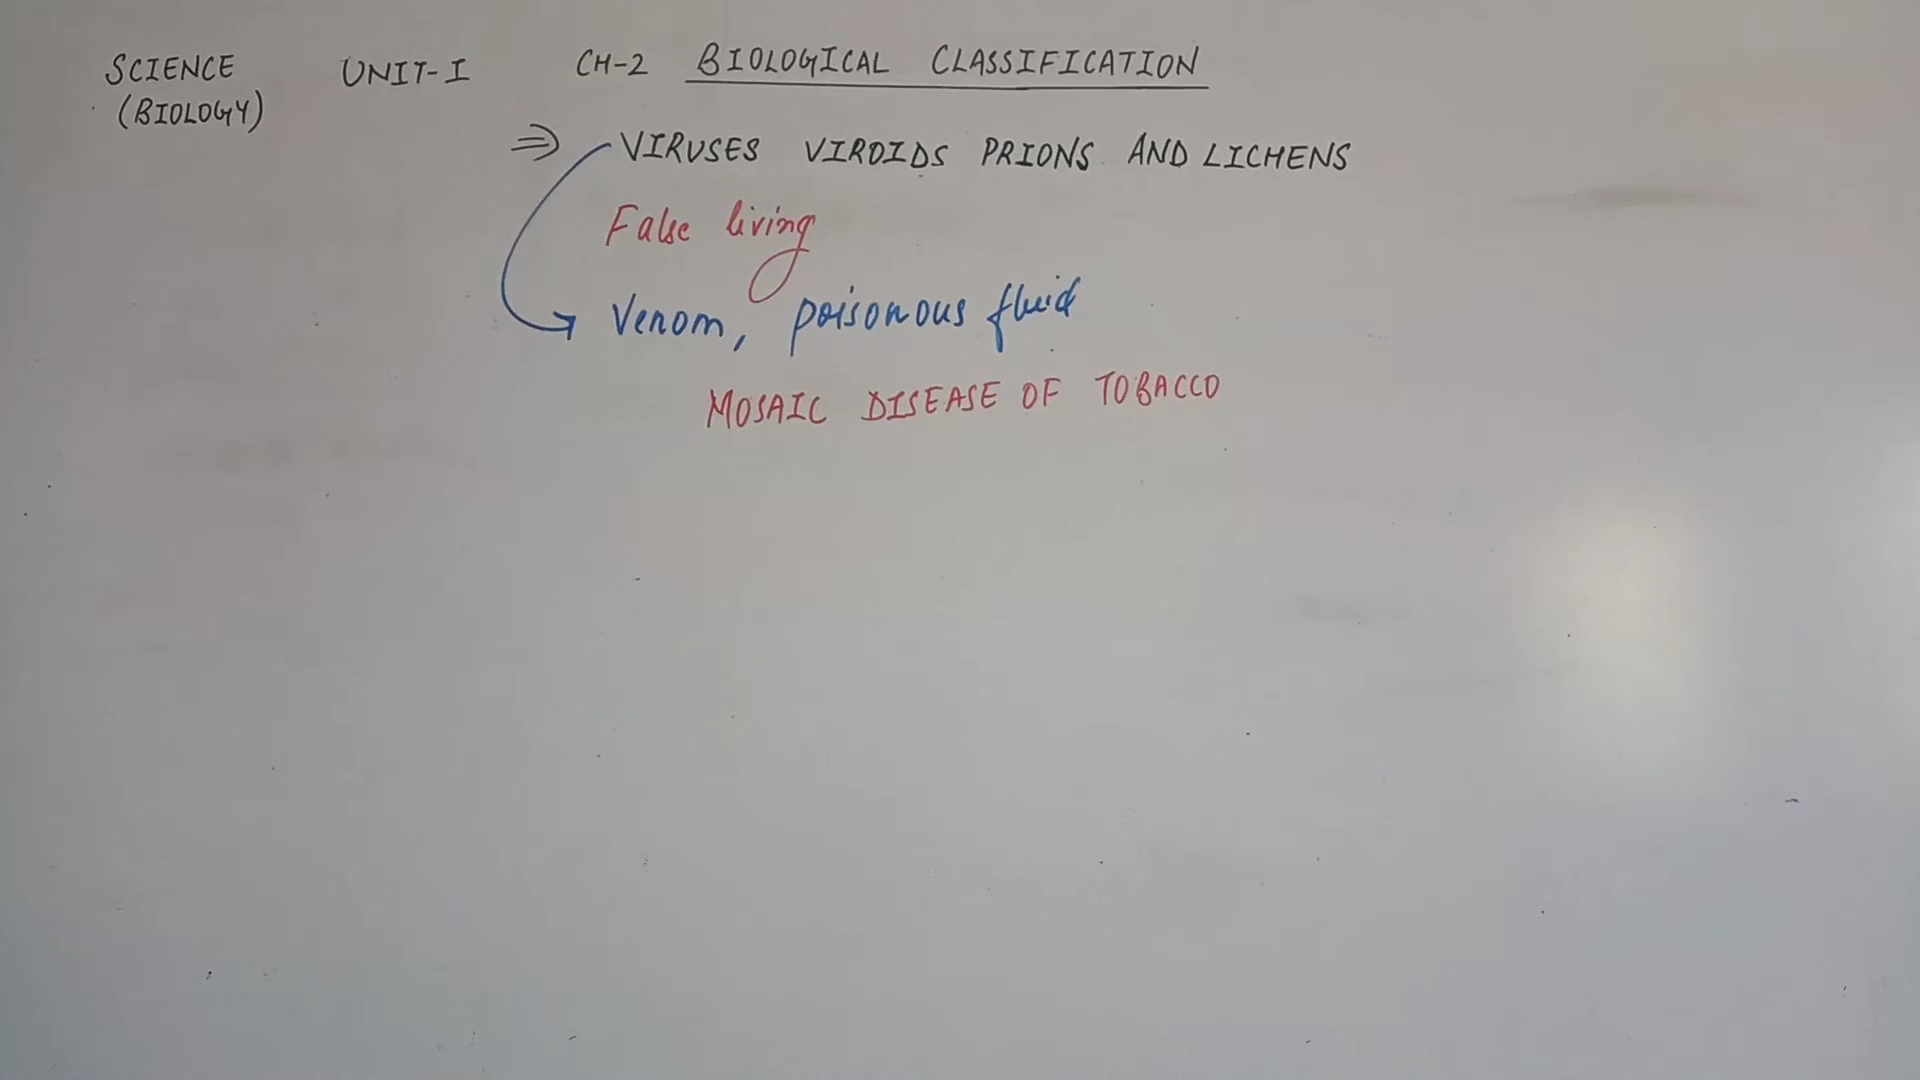 SCIENCE UNIT-I CH-2 BIOLOGICAL CLASSIFICATION
(BIOLOGY)
⇒ VIRUSES VIROIDS PRIONS AND LICHENS
False living
Venom, poisonous fluid
MOSAIC DISEASE OF TOBACCO